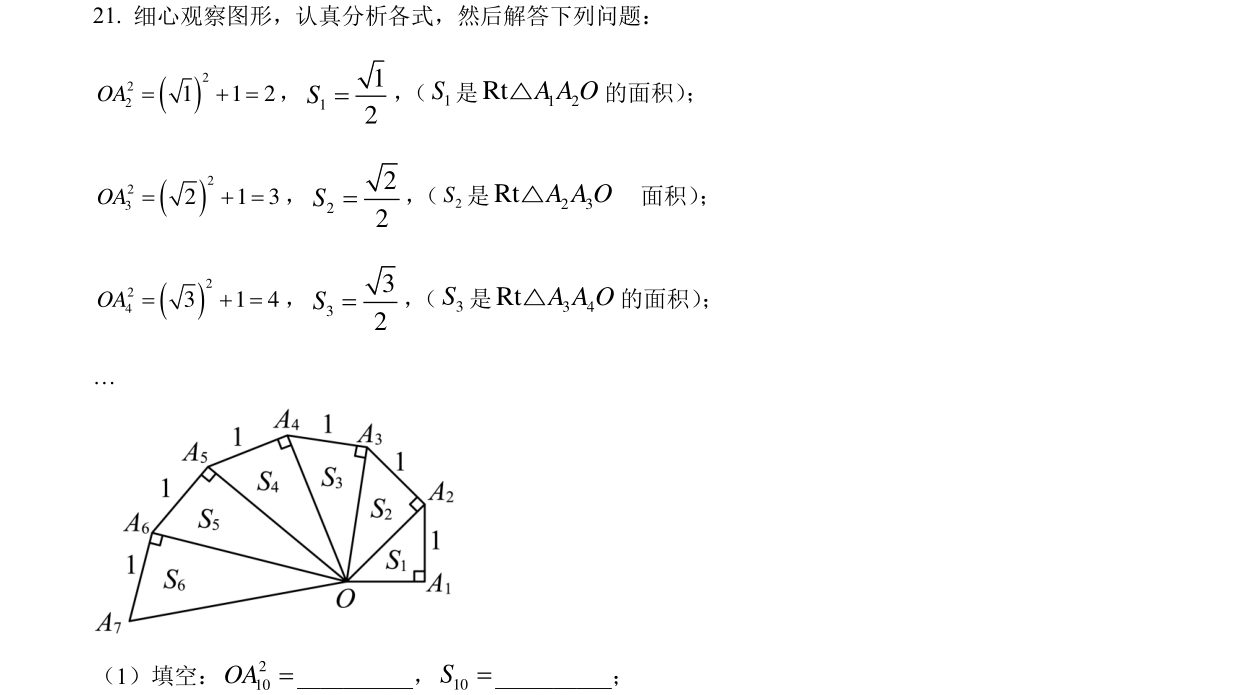 21. 细心观察图形，认真分析各式，然后解答下列问题：
OA₂² = (√1)² + 1 = 2，S₁ = √1/2，（S₁ 是 Rt△A₁A₂O 的面积）；
OA₃² = (√2)² + 1 = 3，S₂ = √2/2，（S₂ 是 Rt△A₂A₃O 面积）；
OA₄² = (√3)² + 1 = 4，S₃ = √3/2，（S₃ 是 Rt△A₃A₄O 的面积）；
…
A₄ 1 A₃
1
A₅
1
S₄ S₃
1
A₂
A₆ S₅ S₂
1
1 S₁
S₆
A₁
O
A₇
（1）填空：OA₁₀² = __________，S₁₀ = __________；